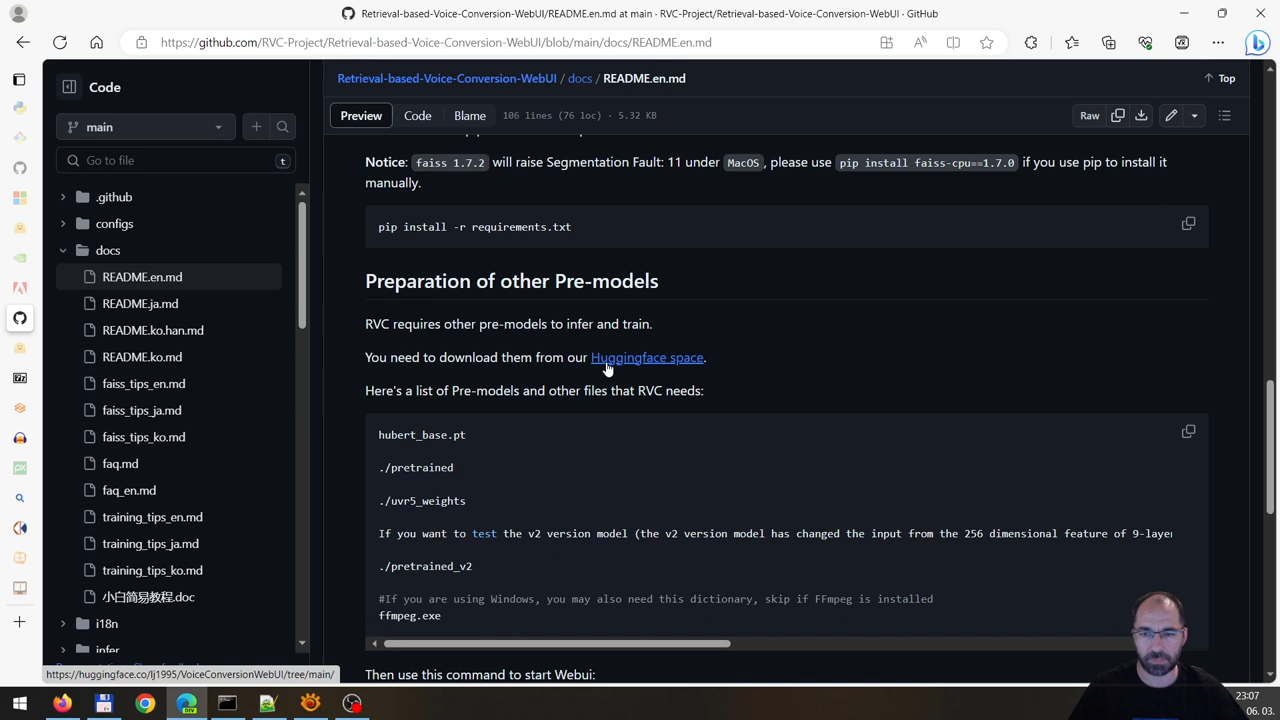 Retrieval-based-Voice-Conversion-WebUI/README.en.md at main · RVC-Project/Retrieval-based-Voice-Conversion-WebUI · GitHub
https://github.com/RVC-Project/Retrieval-based-Voice-Conversion-WebUI/blob/main/docs/README.en.md
Code
main
Go to file
t
.github
configs
docs
README.en.md
README.ja.md
README.ko.han.md
README.ko.md
faiss_tips_en.md
faiss_tips_ja.md
faiss_tips_ko.md
faq.md
faq_en.md
training_tips_en.md
training_tips_ja.md
training_tips_ko.md
小白简易教程.doc
i18n
infer
https://huggingface.co/lj1995/VoiceConversionWebUI/tree/main/
Retrieval-based-Voice-Conversion-WebUI / docs / README.en.md
Top
Preview
Code
Blame
106 lines (76 loc) · 5.32 KB
Raw
Notice: faiss 1.7.2 will raise Segmentation Fault: 11 under MacOS, please use pip install faiss-cpu==1.7.0 if you use pip to install it
manually.
pip install -r requirements.txt
Preparation of other Pre-models
RVC requires other pre-models to infer and train.
You need to download them from our Huggingface space.
Here's a list of Pre-models and other files that RVC needs:
hubert_base.pt
./pretrained
./uvr5_weights
If you want to test the v2 version model (the v2 version model has changed the input from the 256 dimensional feature of 9-layer
./pretrained_v2
#If you are using Windows, you may also need this dictionary, skip if FFmpeg is installed
ffmpeg.exe
Then use this command to start Webui:
23:07
06. 03.